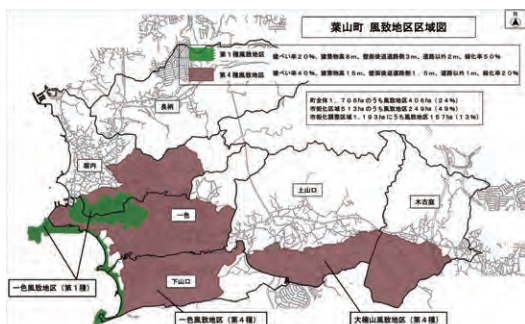 葉山町 風致地区区域図
第1種風致地区 建ぺい率20%、建築物高8m、壁面後退道路側3m、道路以外2m、緑化率50%
第4種風致地区 建ぺい率40%、建築物高15m、壁面後退道路側1.5m、道路以外1m、緑化率20%
町全体1,706haのうち風致地区406ha(24%)
市街化区域513haのうち風致地区249ha(49%)
市街化調整区域1,193haにうち風致地区157ha(13%)
長柄
堀内
一色
上山口
木古庭
下山口
一色風致地区(第1種)
一色風致地区(第4種)
大楠山風致地区(第4種)